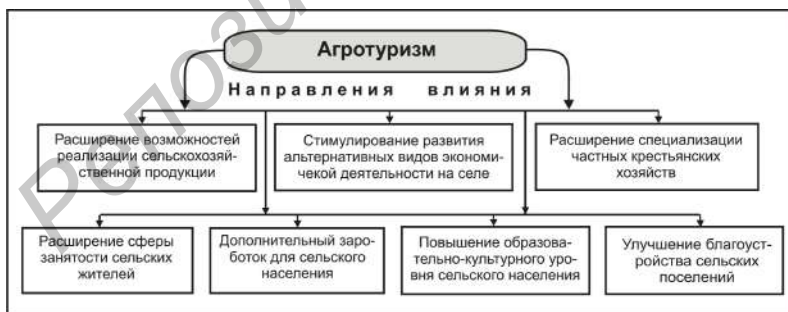 Агротуризм
Направления влияния
Расширение возможностей
реализации сельскохозяй-
ственной продукции
Стимулирование развития
альтернативных видов экономи-
чекой деятельности на селе
Расширение специализации
частных крестьянских
хозяйств
Расширение сферы
занятости сельских
жителей
Дополнительный заро-
боток для сельского
населения
Повышение образова-
тельно-культурного уро-
вня сельского населения
Улучшение благоуст-
ройства сельских
поселений